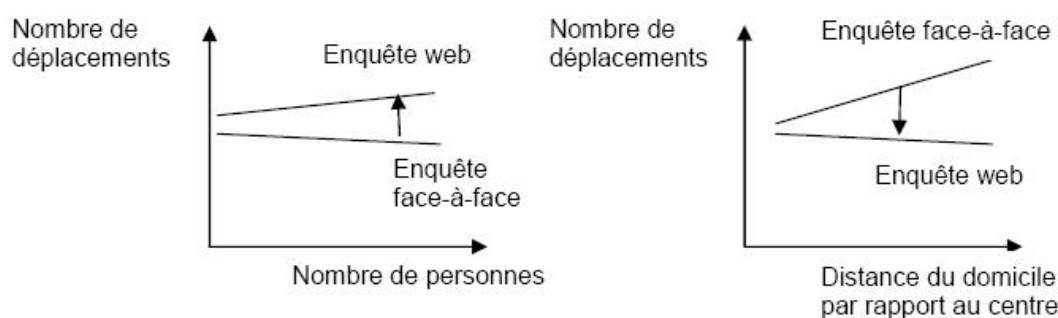 Nombre de
déplacements
Enquête web
Enquête
face-à-face
Nombre de personnes
Nombre de
déplacements
Enquête face-à-face
Enquête web
Distance du domicile
par rapport au centre